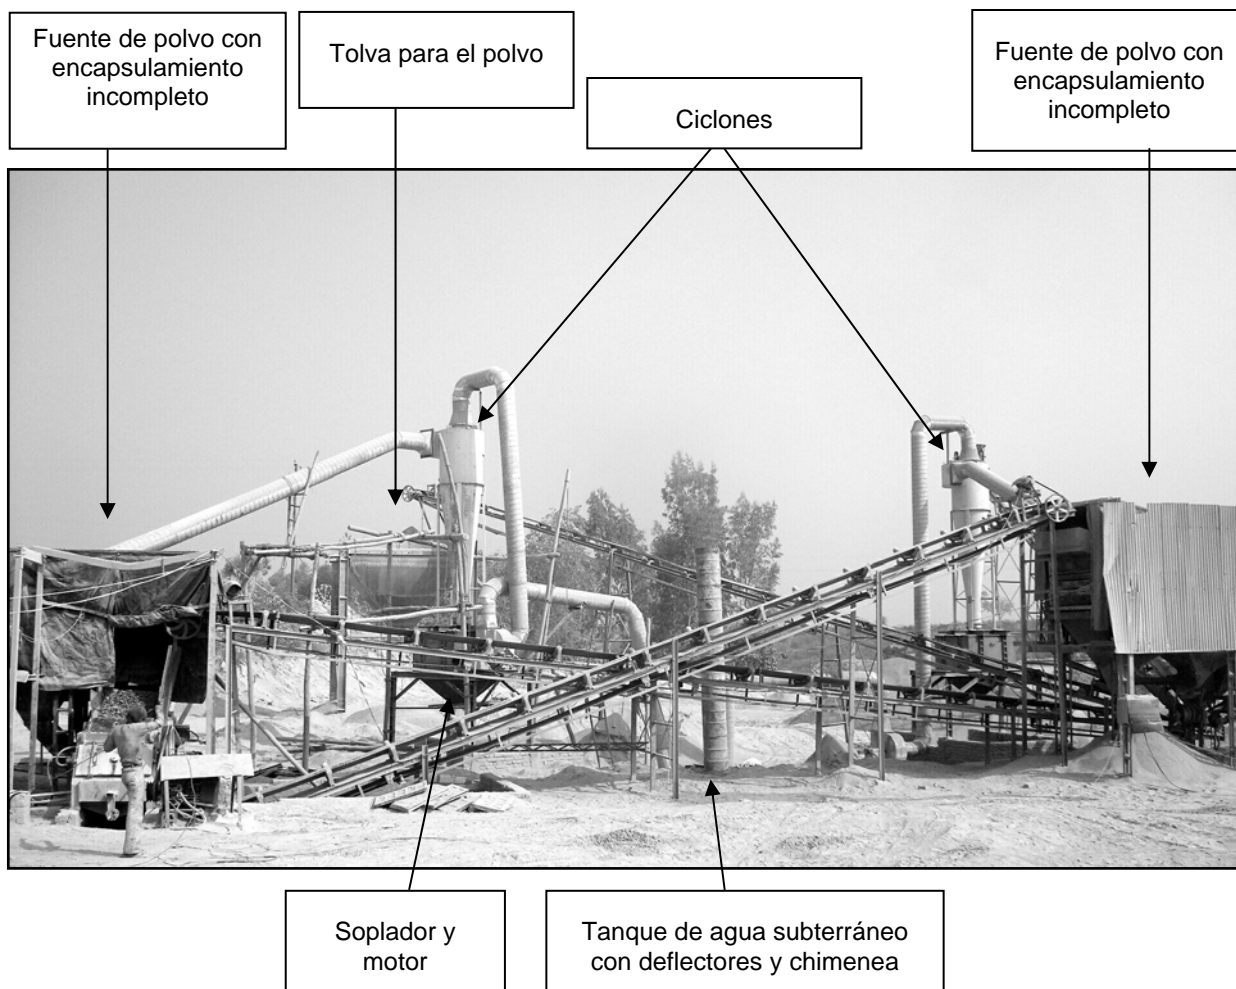 Fuente de polvo con
encapsulamiento
incompleto
Tolva para el polvo
Ciclones
Fuente de polvo con
encapsulamiento
incompleto
Soplador y
motor
Tanque de agua subterráneo
con deflectores y chimenea